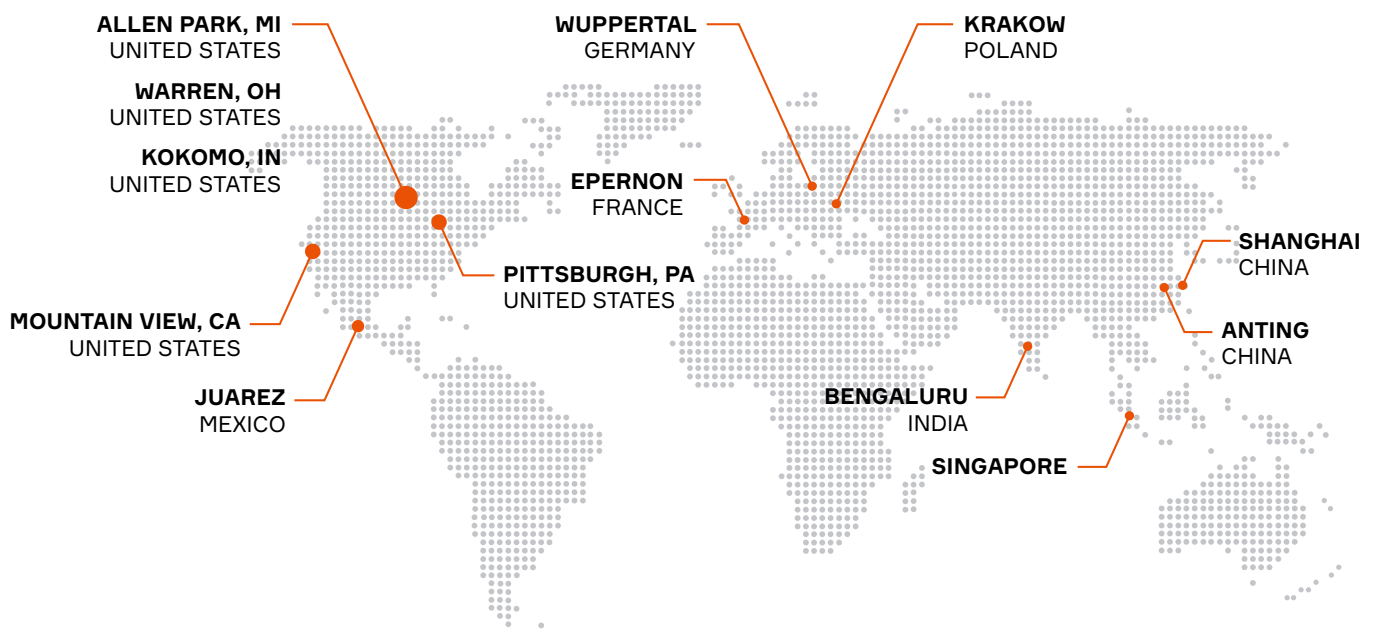 ALLEN PARK, MI
UNITED STATES
WARREN, OH
UNITED STATES
KOKOMO, IN
UNITED STATES
WUPPERTAL
GERMANY
KRAKOW
POLAND
EPERNON
FRANCE
SHANGHAI
CHINA
PITTSBURGH, PA
UNITED STATES
MOUNTAIN VIEW, CA
UNITED STATES
ANTING
CHINA
JUAREZ
MEXICO
BENGALURU
INDIA
SINGAPORE